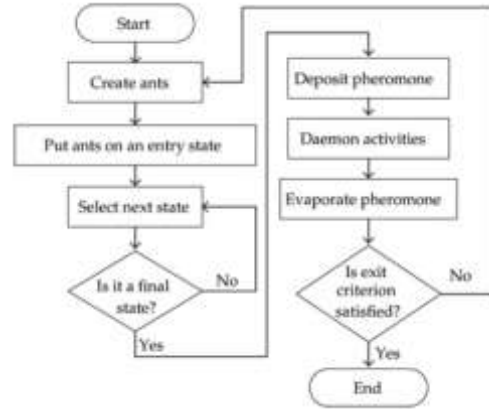 Start
Create ants
Put ants on an entry state
Select next state
Is it a final
state?
No
Yes
Deposit pheromone
Daemon activities
Evaporate pheromone
Is exit
criterion
satisfied?
No
Yes
End